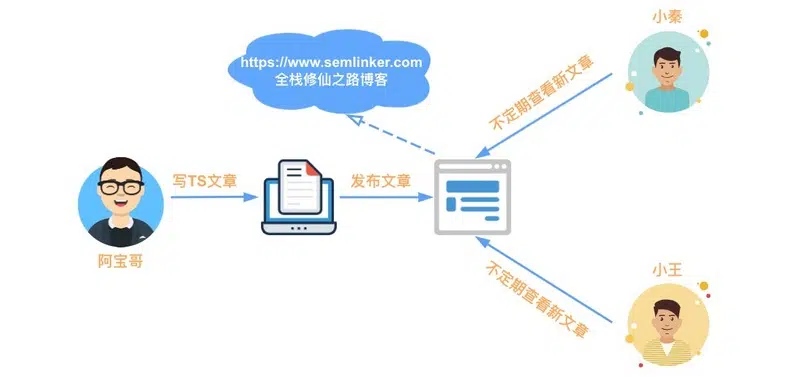 小秦
https://www.semlinker.com
全栈修仙之路博客
不定期查看新文章
写TS文章
发布文章
阿宝哥
小王
不定期查看新文章